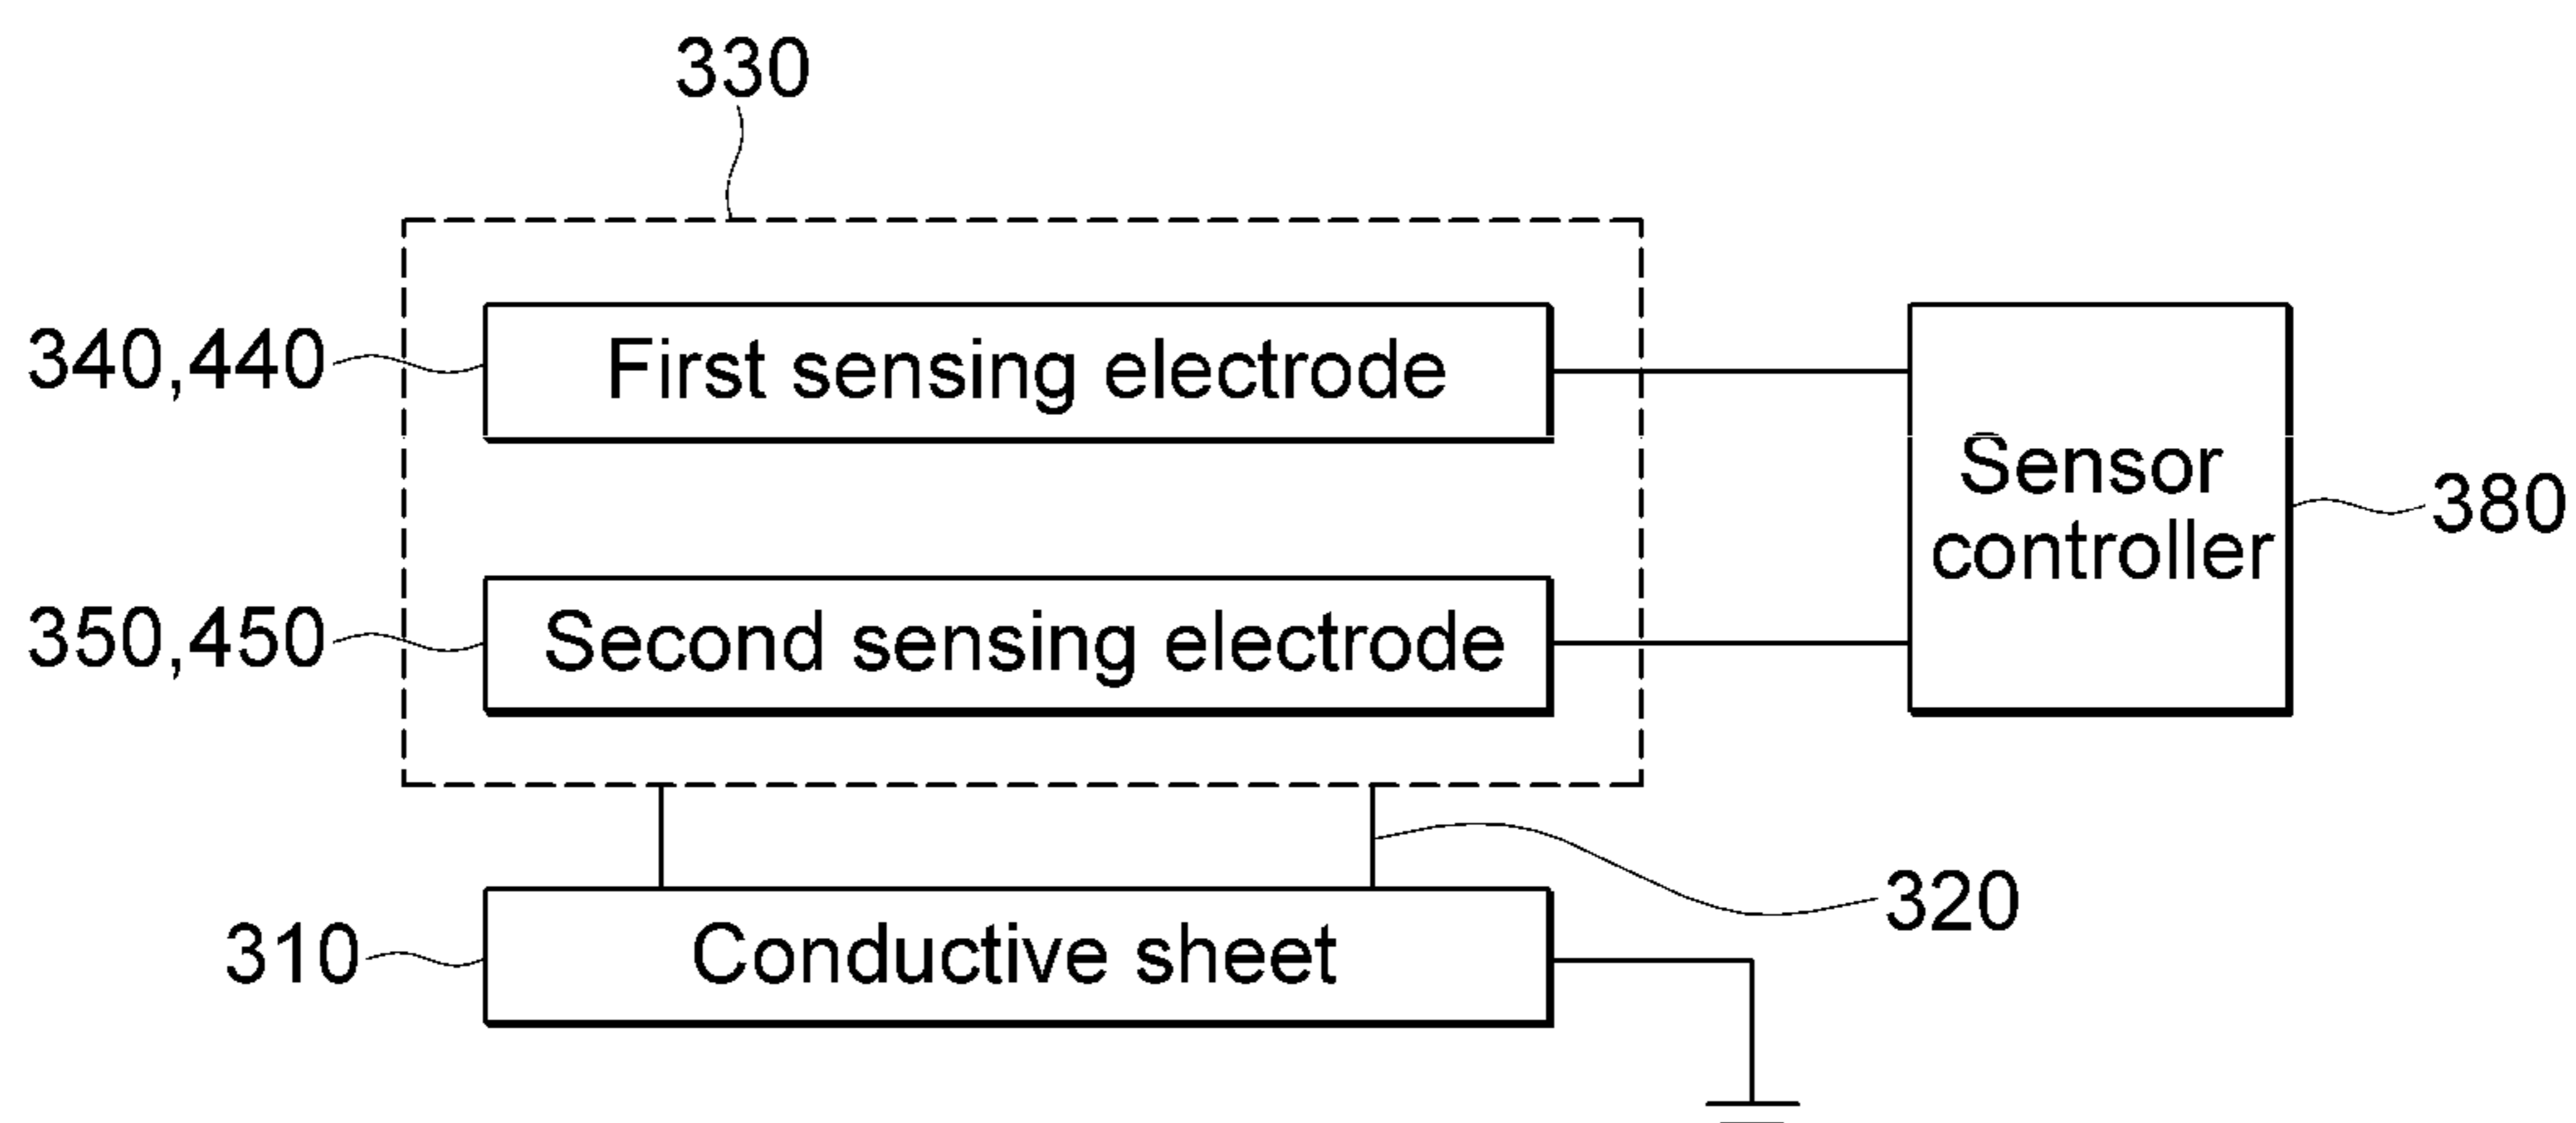 330
340,440
First sensing electrode
Sensor
controller
380
350,450
Second sensing electrode
320
310
Conductive sheet